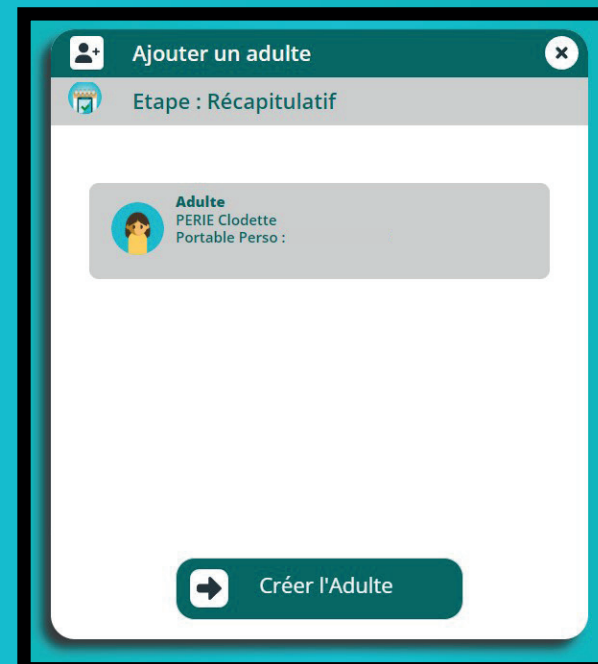 Ajouter un adulte
Etape : Récapitulatif
Adulte
PERIE Clodette
Portable Perso :
Créer l'Adulte